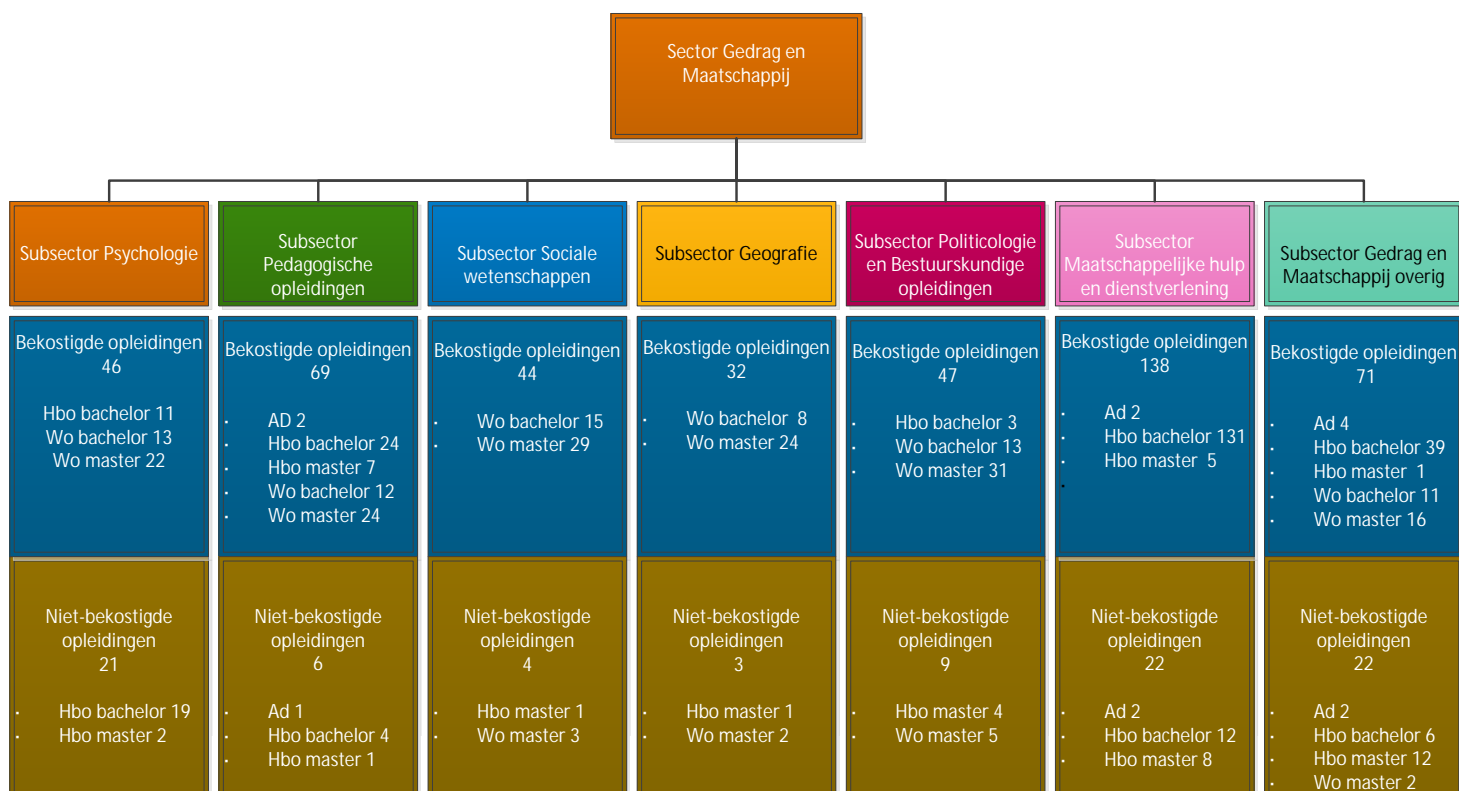 Sector Gedrag en
Maatschappij
Subsector Psychologie
Subsector
Pedagogische
opleidingen
Subsector Sociale
wetenschappen
Subsector Geografie
Subsector Politicologie
en Bestuurskundige
opleidingen
Subsector
Maatschappelijke hulp
en dienstverlening
Subsector Gedrag en
Maatschappij overig
Bekostigde opleidingen
46
Hbo bachelor 11
Wo bachelor 13
Wo master 22
Bekostigde opleidingen
69
· AD 2
· Hbo bachelor 24
· Hbo master 7
· Wo bachelor 12
· Wo master 24
Bekostigde opleidingen
44
· Wo bachelor 15
· Wo master 29
Bekostigde opleidingen
32
· Wo bachelor 8
· Wo master 24
Bekostigde opleidingen
47
· Hbo bachelor 3
· Wo bachelor 13
· Wo master 31
Bekostigde opleidingen
138
· Ad 2
· Hbo bachelor 131
· Hbo master 5
·
Bekostigde opleidingen
71
· Ad 4
· Hbo bachelor 39
· Hbo master 1
· Wo bachelor 11
· Wo master 16
Niet-bekostigde
opleidingen
21
· Hbo bachelor 19
· Hbo master 2
Niet-bekostigde
opleidingen
6
· Ad 1
· Hbo bachelor 4
· Hbo master 1
Niet-bekostigde
opleidingen
4
· Hbo master 1
· Wo master 3
Niet-bekostigde
opleidingen
3
· Hbo master 1
· Wo master 2
Niet-bekostigde
opleidingen
9
· Hbo master 4
· Wo master 5
Niet-bekostigde
opleidingen
22
· Ad 2
· Hbo bachelor 12
· Hbo master 8
Niet-bekostigde
opleidingen
22
· Ad 2
· Hbo bachelor 6
· Hbo master 12
· Wo master 2